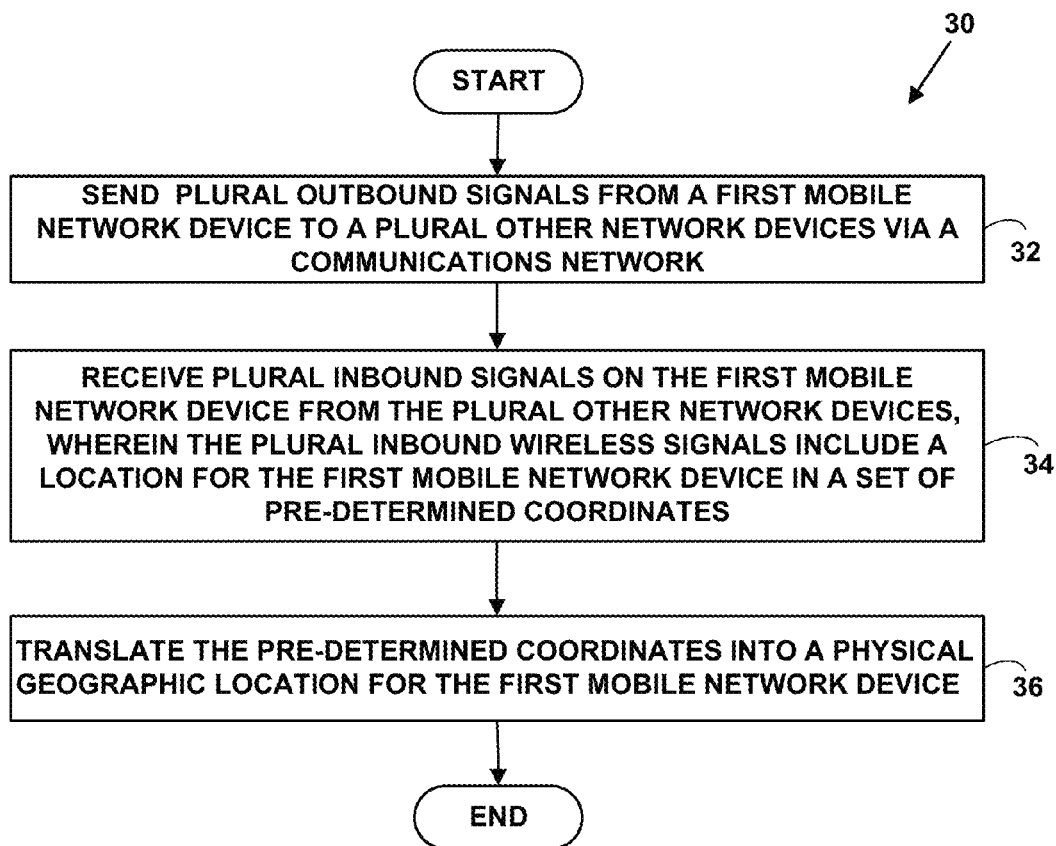 30
START
SEND PLURAL OUTBOUND SIGNALS FROM A FIRST MOBILE
NETWORK DEVICE TO A PLURAL OTHER NETWORK DEVICES VIA A
COMMUNICATIONS NETWORK
32
RECEIVE PLURAL INBOUND SIGNALS ON THE FIRST MOBILE
NETWORK DEVICE FROM THE PLURAL OTHER NETWORK DEVICES,
WHEREIN THE PLURAL INBOUND WIRELESS SIGNALS INCLUDE A
LOCATION FOR THE FIRST MOBILE NETWORK DEVICE IN A SET OF
PRE-DETERMINED COORDINATES
34
TRANSLATE THE PRE-DETERMINED COORDINATES INTO A PHYSICAL
GEOGRAPHIC LOCATION FOR THE FIRST MOBILE NETWORK DEVICE
36
END